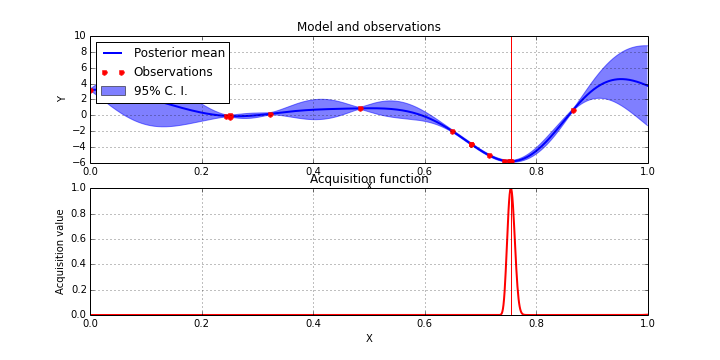 Model and observations
10
8
6
4
2
0
−2
−4
−6
Y
Posterior mean
Observations
95% C. I.
0.0 0.2 0.4 0.6 0.8 1.0
X
Acquisition function
1.0
0.8
0.6
0.4
0.2
0.0
Acquisition value
0.0 0.2 0.4 0.6 0.8 1.0
X